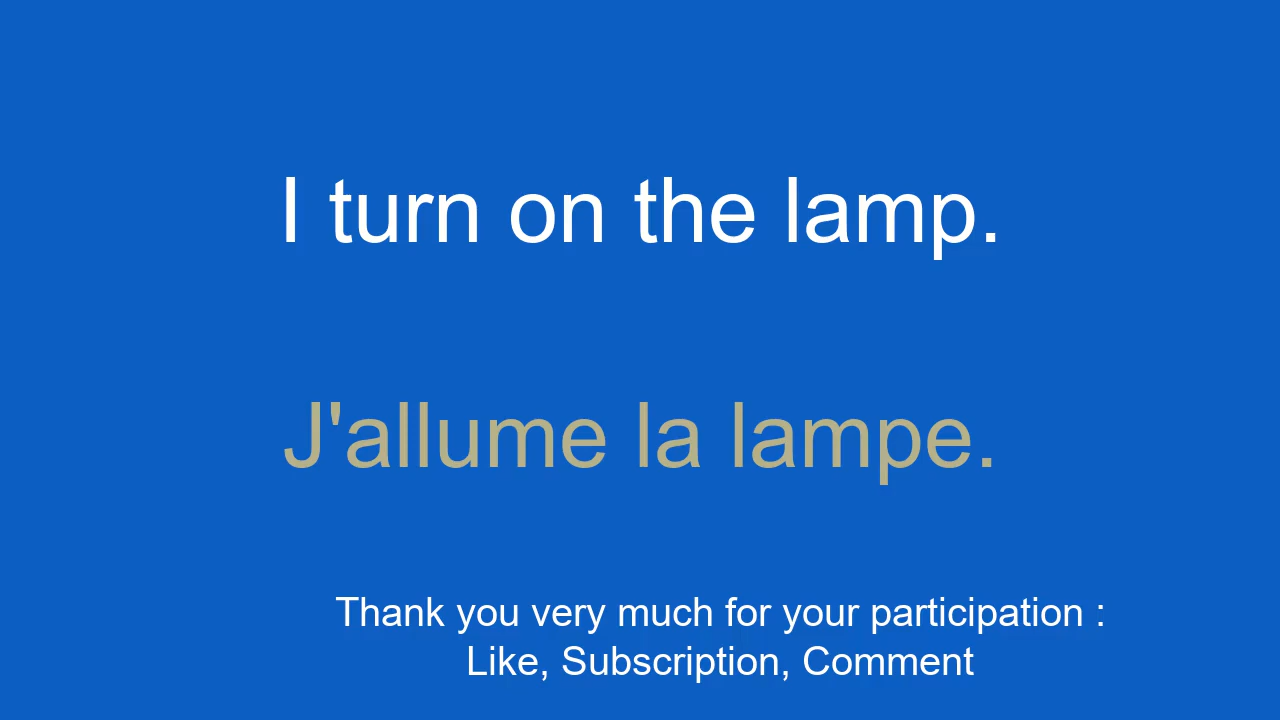 I turn on the lamp.
J'allume la lampe.
Thank you very much for your participation :
Like, Subscription, Comment